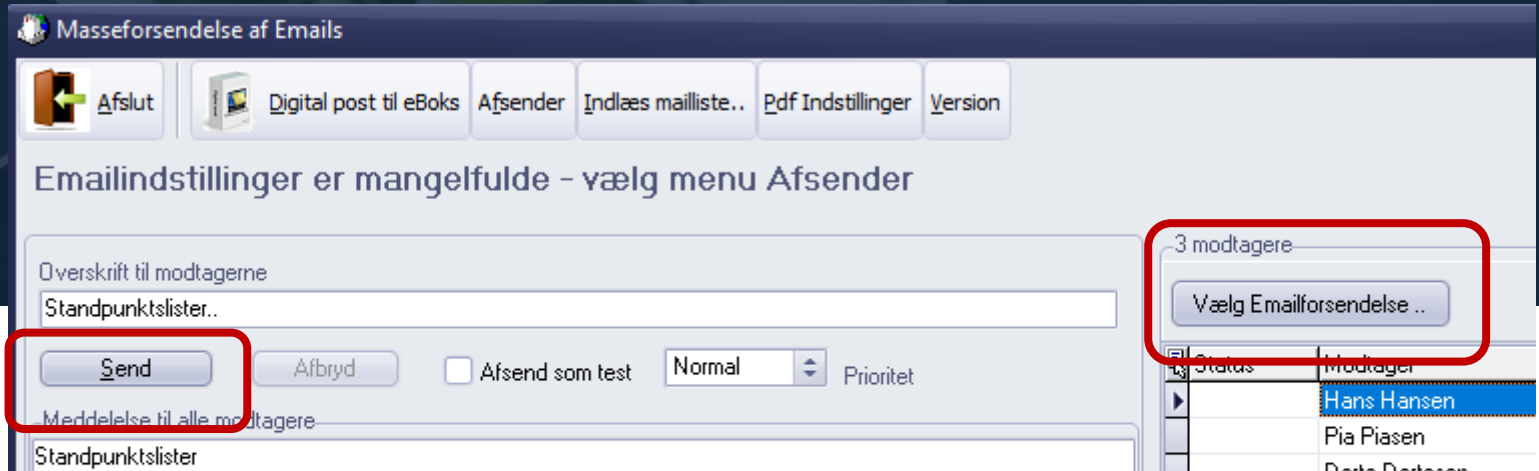 Masseforsendelse af Emails
Afslut Digital post til eBoks Afsender Indlæs mailliste.. Pdf Indstillinger Version
Emailindstillinger er mangelfulde - vælg menu Afsender
Overskrift til modtagerne
Standpunktslister..
Send Afbryd Afsend som test Normal Prioritet
Meddelelse til alle modtagere
Standpunktslister
3 modtagere
Vælg Emailforsendelse ..
Status Modtager
Hans Hansen
Pia Piasen